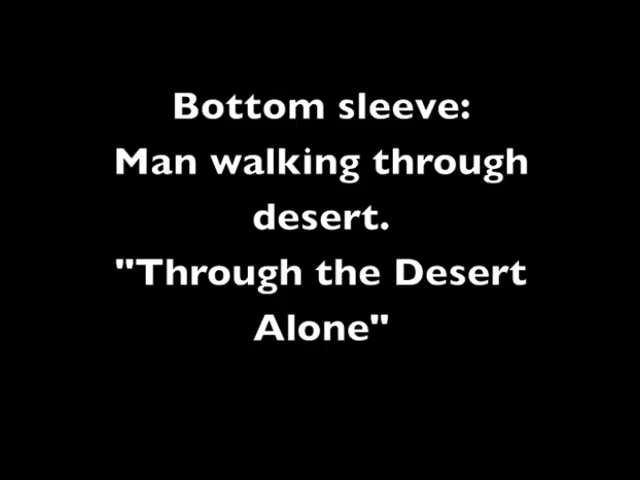 Bottom sleeve:
Man walking through
desert.
"Through the Desert
Alone"